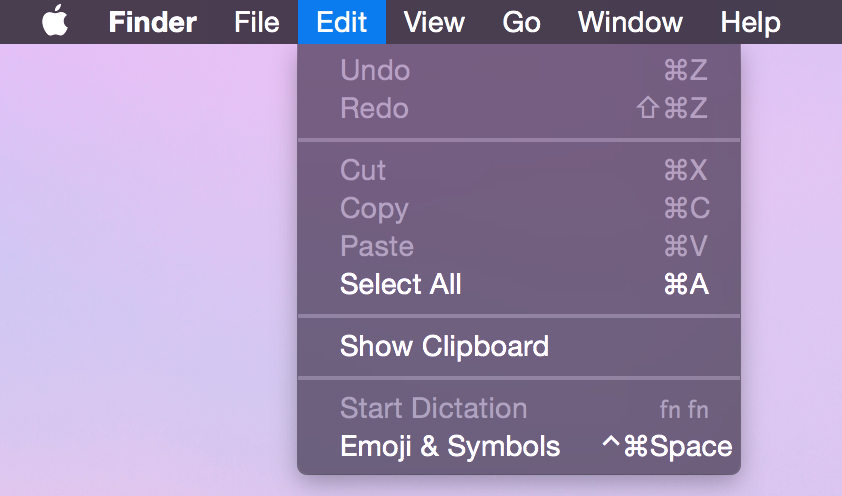 Finder File Edit View Go Window Help
Undo ⌘Z
Redo ⇧⌘Z
Cut ⌘X
Copy ⌘C
Paste ⌘V
Select All ⌘A
Show Clipboard
Start Dictation fn fn
Emoji & Symbols ^⌘Space